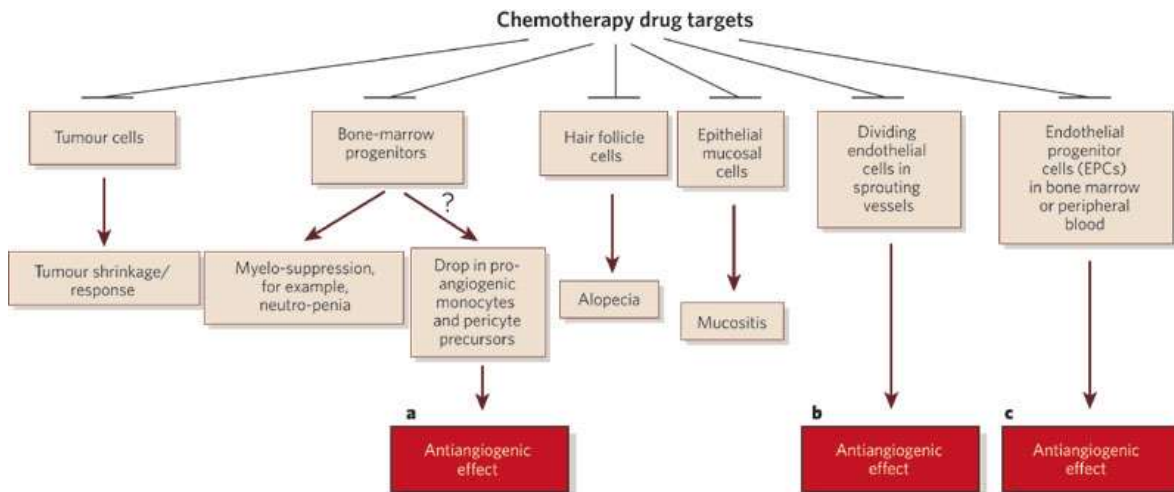 Chemotherapy drug targets
Tumour cells
Bone-marrow
progenitors
Hair follicle
cells
Epithelial
mucosal
cells
Dividing
endothelial
cells in
sprouting
vessels
Endothelial
progenitor
cells (EPCs)
in bone marrow
or peripheral
blood
?
Tumour shrinkage/
response
Myelo-suppression,
for example,
neutro-penia
Drop in pro-
angiogenic
monocytes
and pericyte
precursors
Alopecia
Mucositis
a
Antiangiogenic
effect
b
Antiangiogenic
effect
c
Antiangiogenic
effect